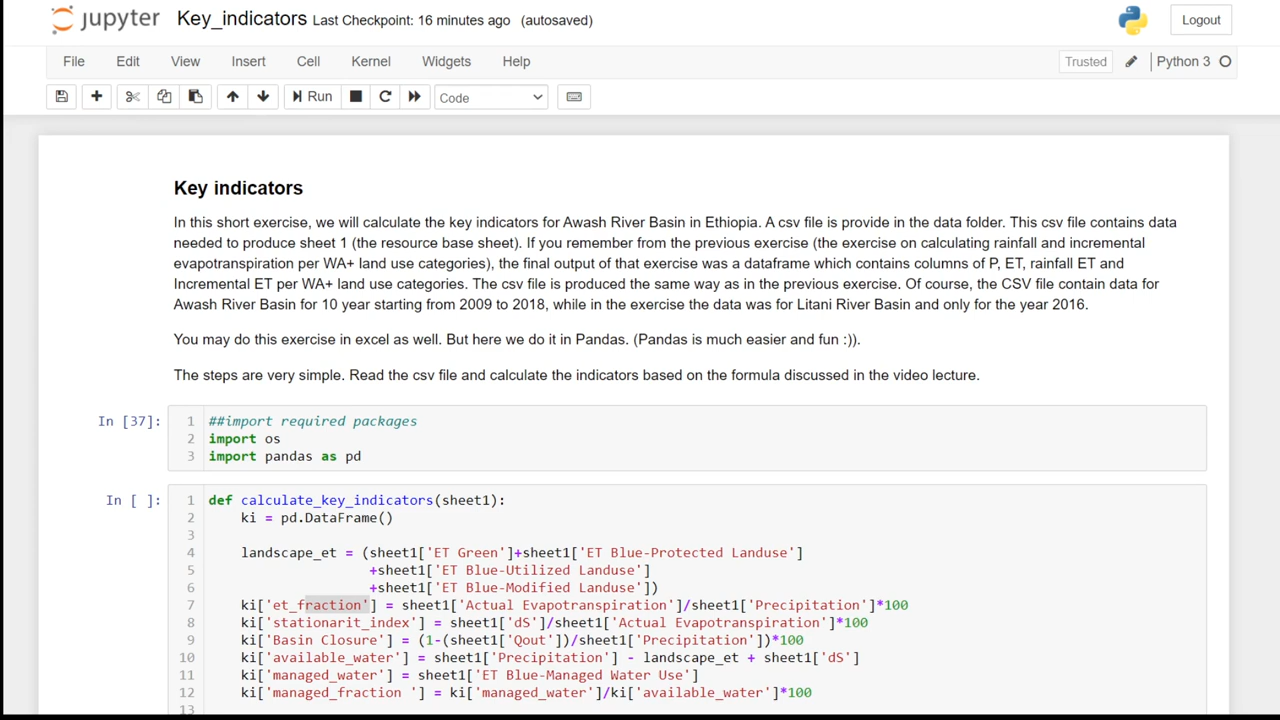 jupyter Key_indicators Last Checkpoint: 16 minutes ago (autosaved) Logout
File Edit View Insert Cell Kernel Widgets Help Trusted Python 3
Run Code
Key indicators
In this short exercise, we will calculate the key indicators for Awash River Basin in Ethiopia. A csv file is provide in the data folder. This csv file contains data
needed to produce sheet 1 (the resource base sheet). If you remember from the previous exercise (the exercise on calculating rainfall and incremental
evapotranspiration per WA+ land use categories), the final output of that exercise was a dataframe which contains columns of P, ET, rainfall ET and
Incremental ET per WA+ land use categories. The csv file is produced the same way as in the previous exercise. Of course, the CSV file contain data for
Awash River Basin for 10 year starting from 2009 to 2018, while in the exercise the data was for Litani River Basin and only for the year 2016.
You may do this exercise in excel as well. But here we do it in Pandas. (Pandas is much easier and fun :)).
The steps are very simple. Read the csv file and calculate the indicators based on the formula discussed in the video lecture.
In [37]: 1 ##import required packages
2 import os
3 import pandas as pd
In [ ]: 1 def calculate_key_indicators(sheet1):
2 ki = pd.DataFrame()
3
4 landscape_et = (sheet1['ET Green']+sheet1['ET Blue-Protected Landuse']
5 +sheet1['ET Blue-Utilized Landuse']
6 +sheet1['ET Blue-Modified Landuse'])
7 ki['et_fraction'] = sheet1['Actual Evapotranspiration']/sheet1['Precipitation']*100
8 ki['stationarit_index'] = sheet1['dS']/sheet1['Actual Evapotranspiration']*100
9 ki['Basin Closure'] = (1-(sheet1['Qout'])/sheet1['Precipitation'])*100
10 ki['available_water'] = sheet1['Precipitation'] - landscape_et + sheet1['dS']
11 ki['managed_water'] = sheet1['ET Blue-Managed Water Use']
12 ki['managed_fraction '] = ki['managed_water']/ki['available_water']*100
13